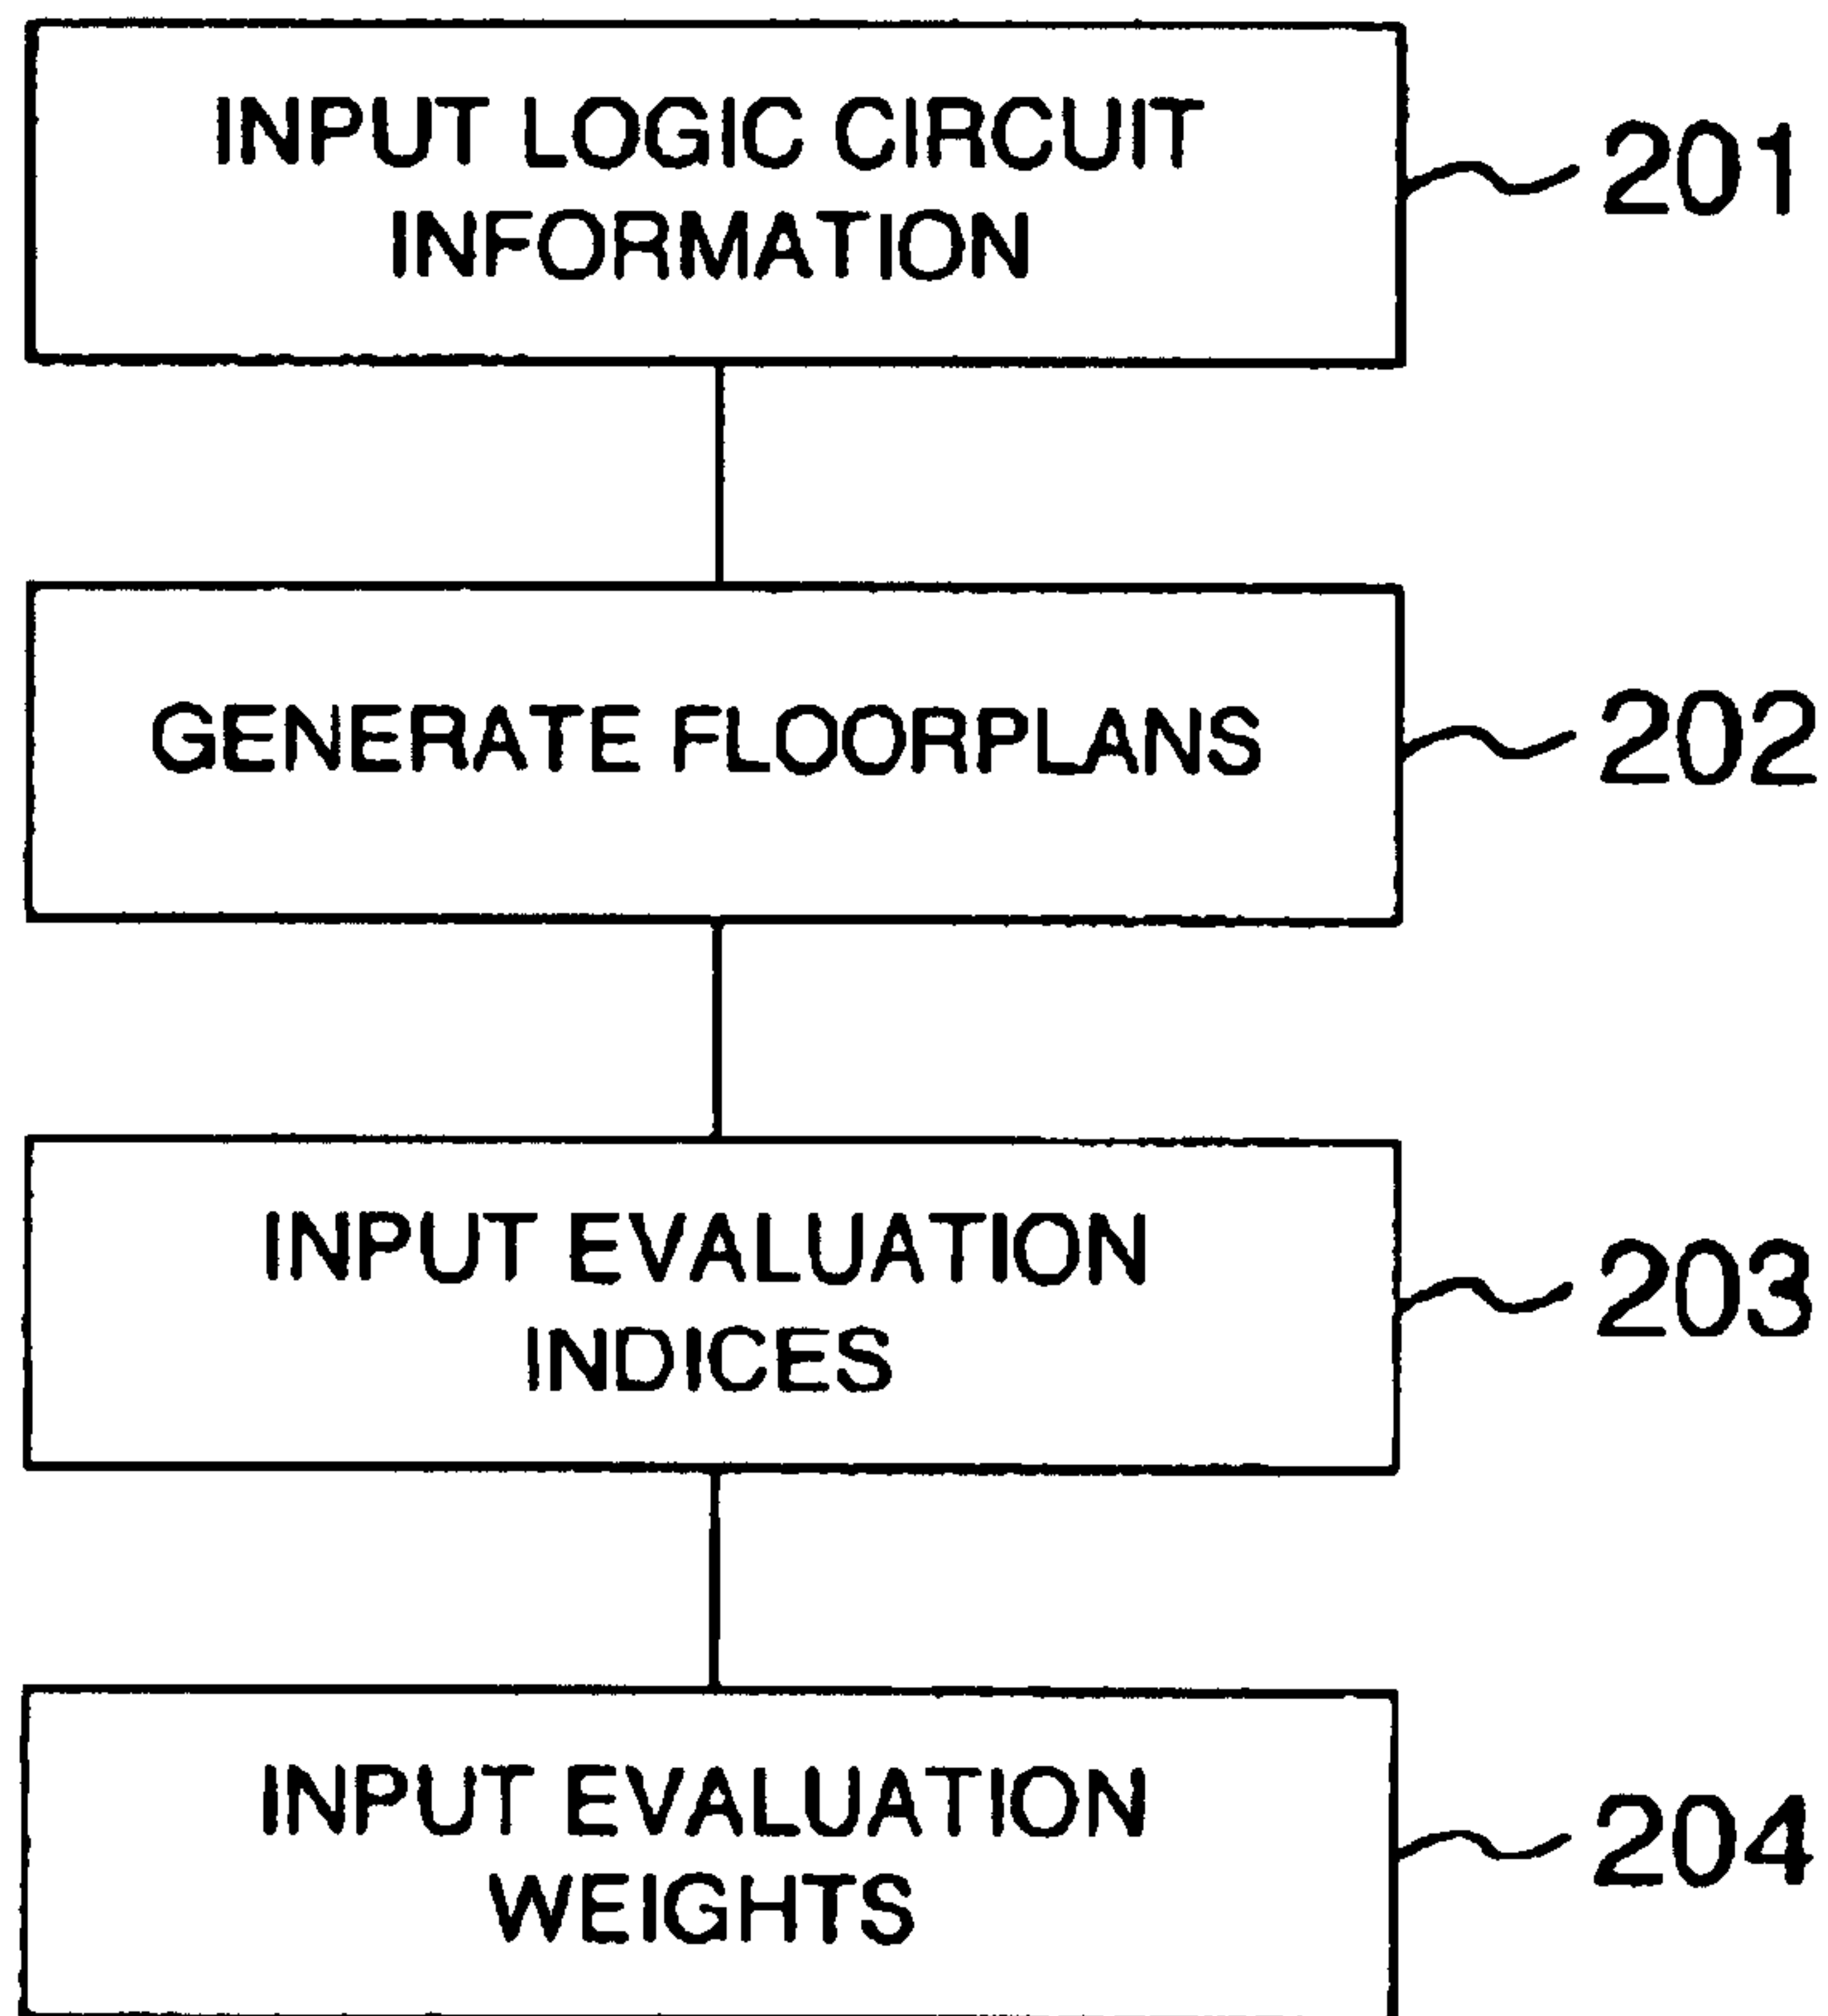 INPUT LOGIC CIRCUIT
INFORMATION
201
GENERATE FLOORPLANS
202
INPUT EVALUATION
INDICES
203
INPUT EVALUATION
WEIGHTS
204